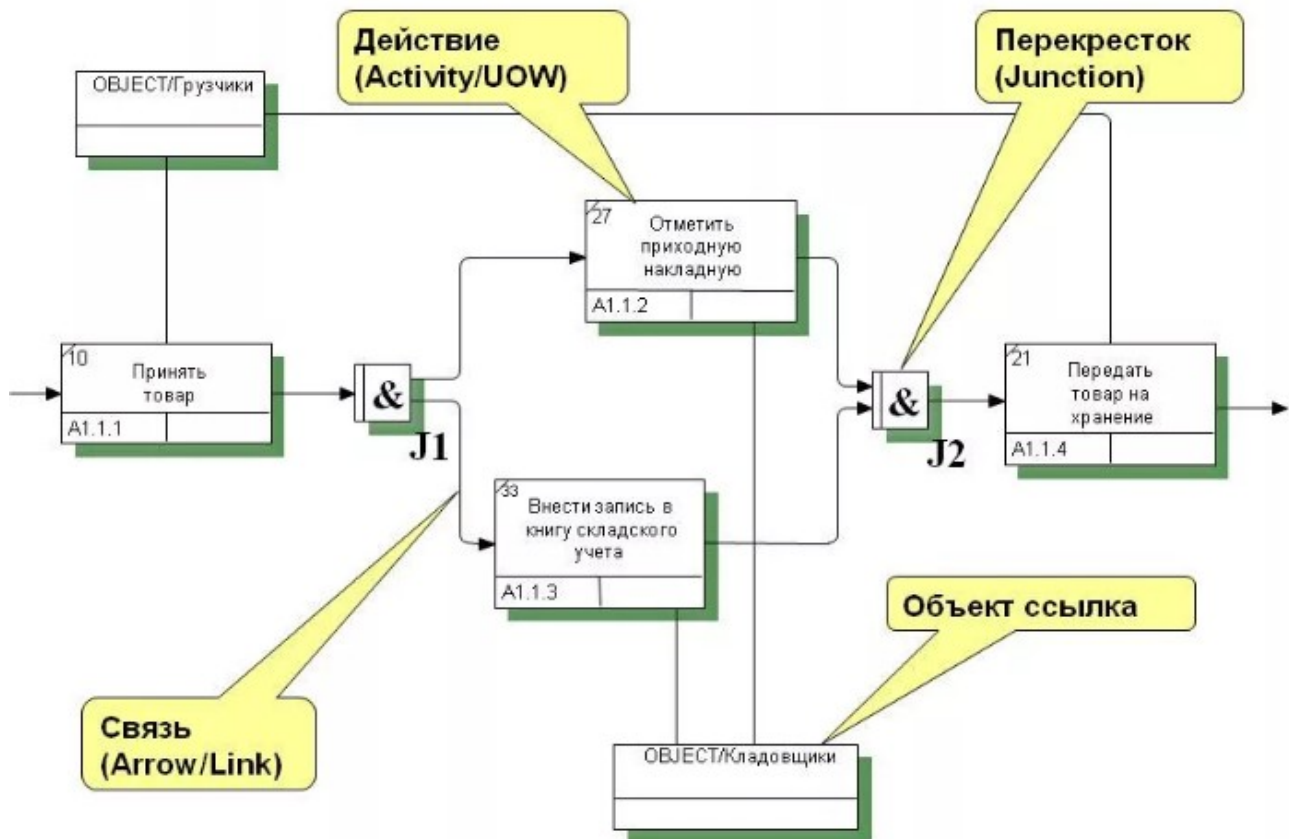 Действие
(Activity/UOW)
Перекресток
(Junction)
OBJECT/Грузчики
27
Отметить
приходную
накладную
A1.1.2
10
Принять
товар
A1.1.1
&
J1
&
J2
21
Передать
товар на
хранение
A1.1.4
33
Внести запись в
книгу складского
учета
A1.1.3
Объект ссылка
Связь
(Arrow/Link)
OBJECT/Кладовщики